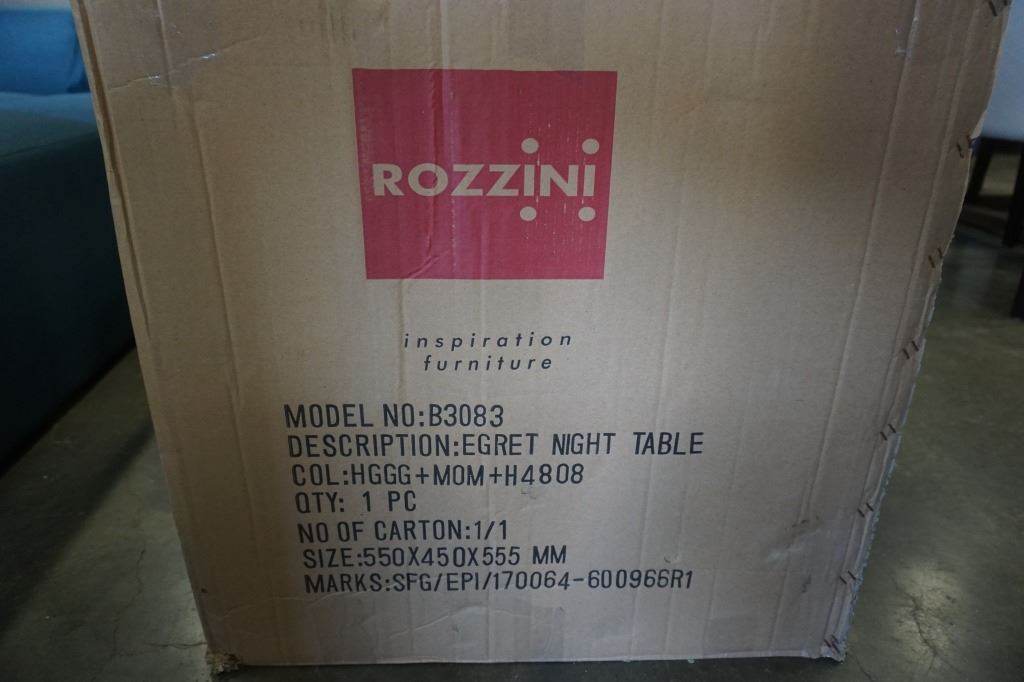 ROZZINI
inspiration
furniture
MODEL NO:B3083
DESCRIPTION:EGRET NIGHT TABLE
COL:HGGG+MOM+H4808
QTY: 1 PC
NO OF CARTON:1/1
SIZE:550X450X555 MM
MARKS:SFG/EPI/170064-600966R1